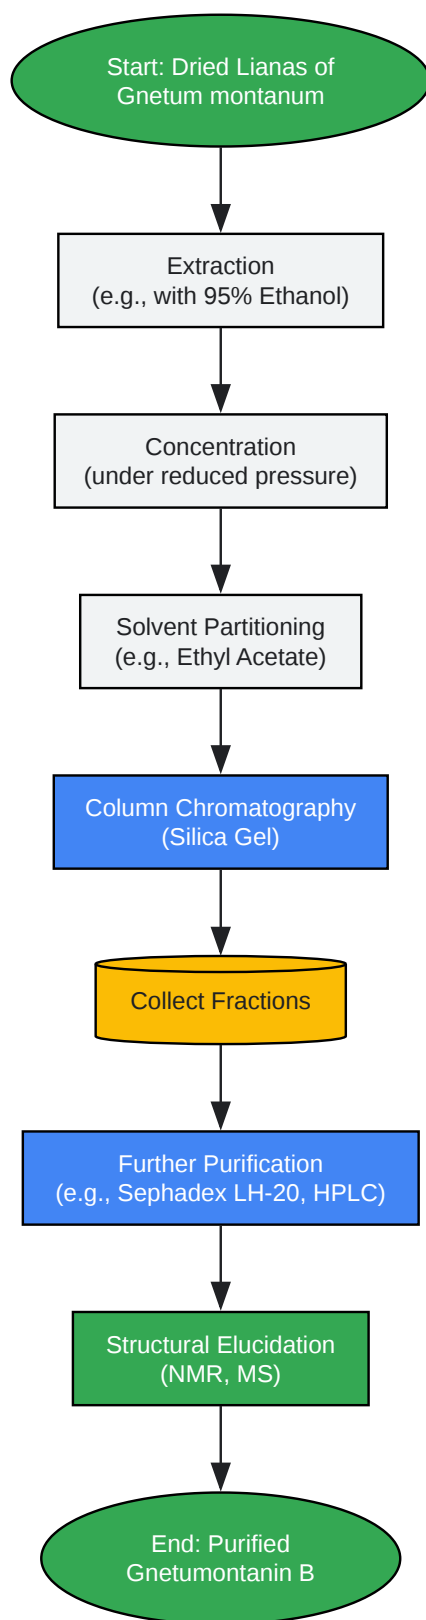 Start: Dried Lianas of
Gnetum montanum
Extraction
(e.g., with 95% Ethanol)
Concentration
(under reduced pressure)
Solvent Partitioning
(e.g., Ethyl Acetate)
Column Chromatography
(Silica Gel)
Collect Fractions
Further Purification
(e.g., Sephadex LH-20, HPLC)
Structural Elucidation
(NMR, MS)
End: Purified
Gnetumontanin B